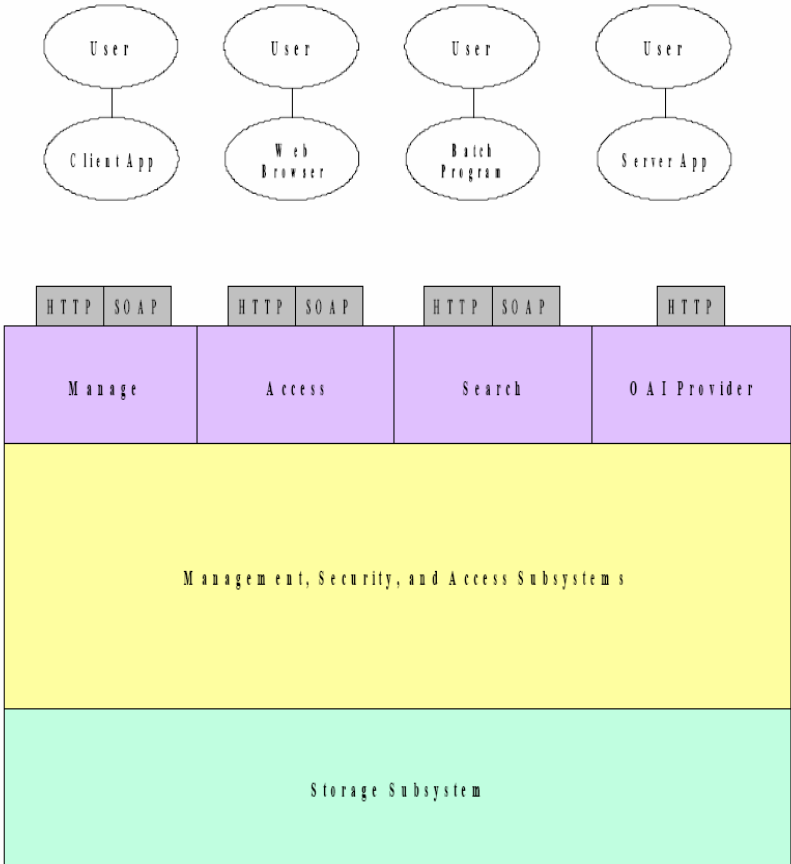 User
User
User
User
Client App
Web
Browser
Batch
Program
Server App
HTTP
SOAP
HTTP
SOAP
HTTP
SOAP
HTTP
Manage
Access
Search
OAI Provider
Management, Security, and Access Subsystems
Storage Subsystem